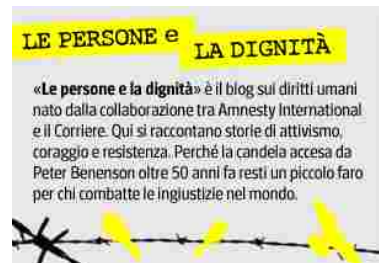 LE PERSONE e
LA DIGNITÀ
«Le persone e la dignità» è il blog sui diritti umani
nato dalla collaborazione tra Amnesty International
e il Corriere. Qui si raccontano storie di attivismo,
coraggio e resistenza. Perché la candela accesa da
Peter Benenson oltre 50 anni fa resti un piccolo faro
per chi combatte le ingiustizie nel mondo.